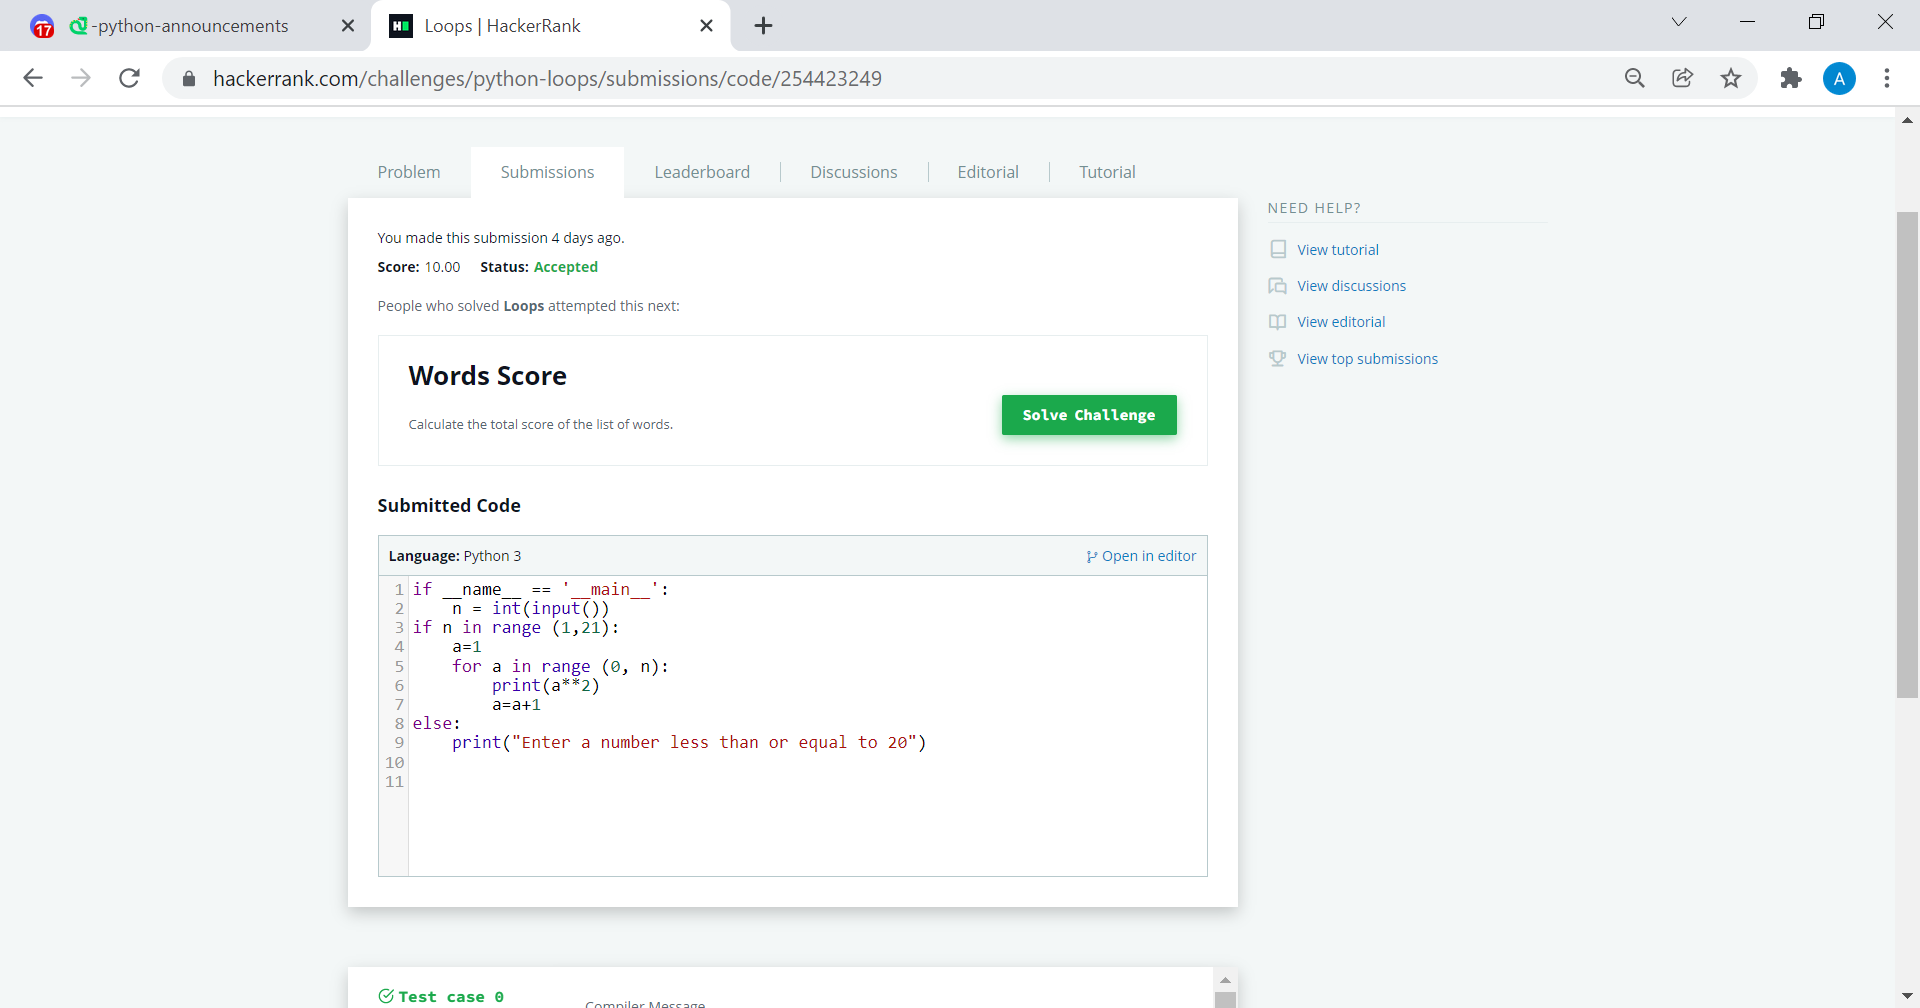 17 -python-announcements
Loops | HackerRank
hackerrank.com/challenges/python-loops/submissions/code/254423249
A
Problem Submissions Leaderboard Discussions Editorial Tutorial
You made this submission 4 days ago.
Score: 10.00 Status: Accepted
People who solved Loops attempted this next:
Words Score
Calculate the total score of the list of words.
Solve Challenge
Submitted Code
Language: Python 3
Open in editor
1 if __name__ == '__main__':
2     n = int(input())
3 if n in range (1,21):
4     a=1
5     for a in range (0, n):
6         print(a**2)
7         a=a+1
8 else:
9     print("Enter a number less than or equal to 20")
10
11
Test case 0
Compiler Message
NEED HELP?
View tutorial
View discussions
View editorial
View top submissions